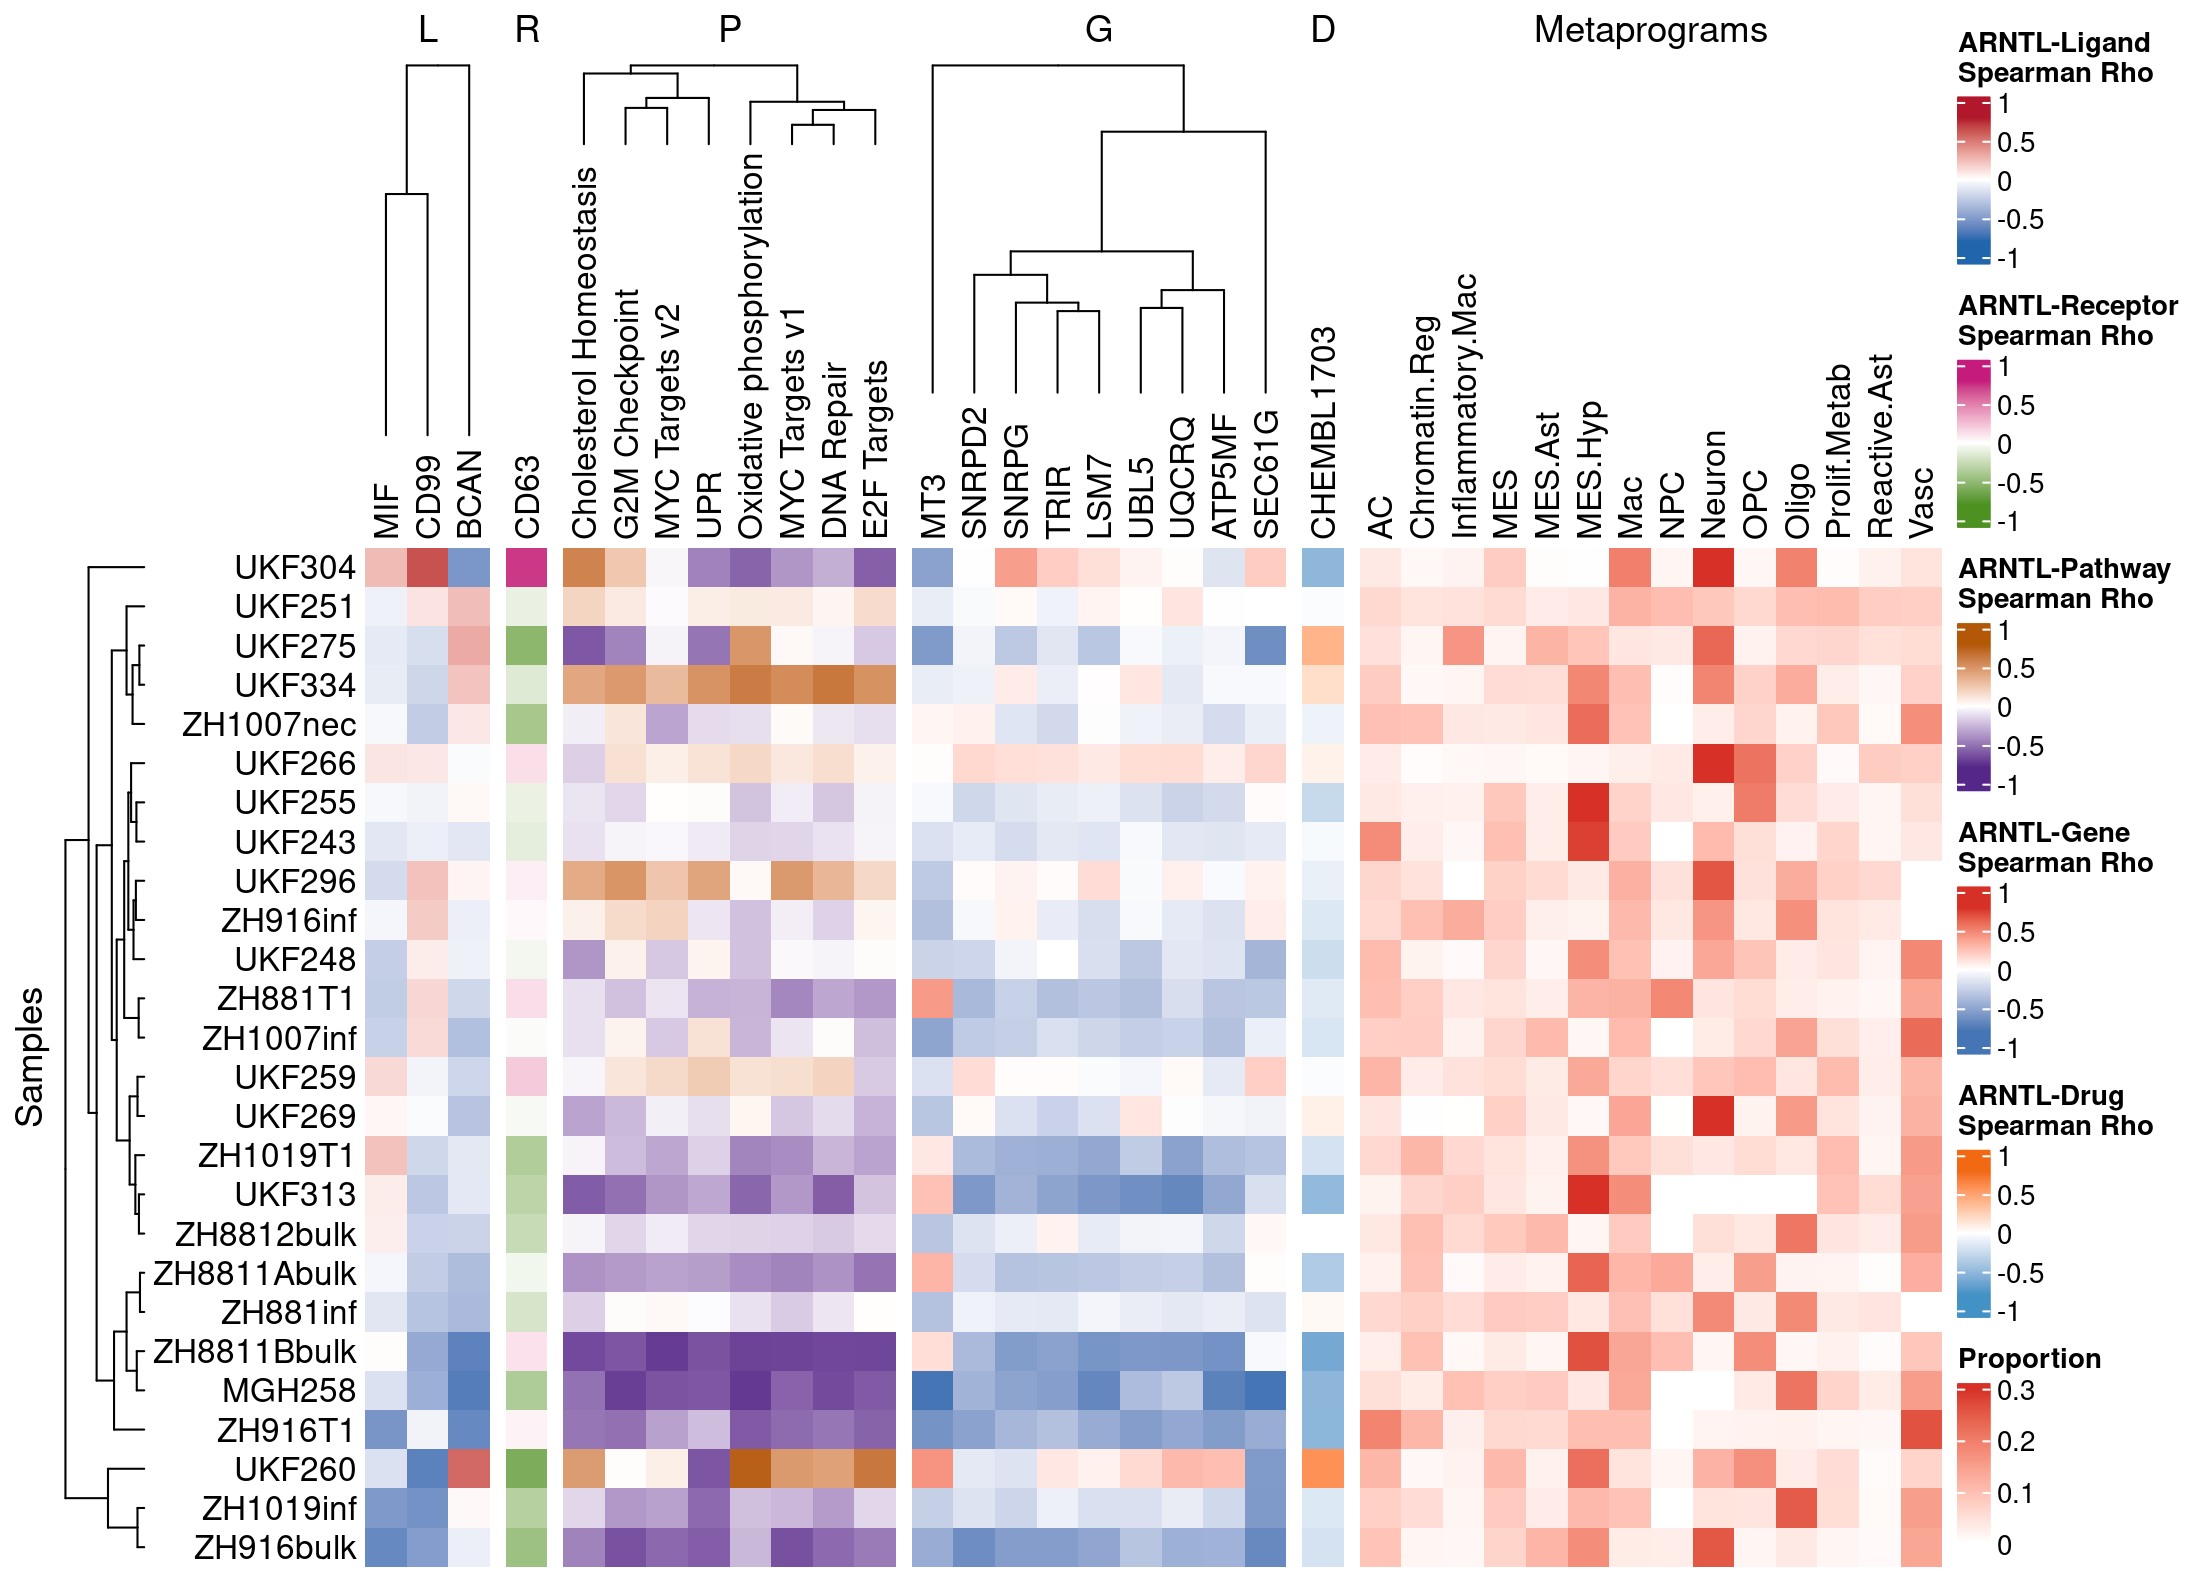 L R P G D Metaprograms
MIF
CD99
BCAN
CD63
Cholesterol Homeostasis
G2M Checkpoint
MYC Targets v2
UPR
Oxidative phosphorylation
MYC Targets v1
DNA Repair
E2F Targets
MT3
SNRPD2
SNRPG
TRIR
LSM7
UBL5
UQCRQ
ATP5MF
SEC61G
CHEMBL1703
AC
Chromatin.Reg
Inflammatory.Mac
MES
MES.Ast
MES.Hyp
Mac
NPC
Neuron
OPC
Oligo
Prolif.Metab
Reactive.Ast
Vasc
Samples
UKF304
UKF251
UKF275
UKF334
ZH1007nec
UKF266
UKF255
UKF243
UKF296
ZH916inf
UKF248
ZH881T1
ZH1007inf
UKF259
UKF269
ZH1019T1
UKF313
ZH8812bulk
ZH8811Abulk
ZH881inf
ZH8811Bbulk
MGH258
ZH916T1
UKF260
ZH1019inf
ZH916bulk
ARNTL-Ligand
Spearman Rho
1
0.5
0
-0.5
-1
ARNTL-Receptor
Spearman Rho
1
0.5
0
-0.5
-1
ARNTL-Pathway
Spearman Rho
1
0.5
0
-0.5
-1
ARNTL-Gene
Spearman Rho
1
0.5
0
-0.5
-1
ARNTL-Drug
Spearman Rho
1
0.5
0
-0.5
-1
Proportion
0.3
0.2
0.1
0